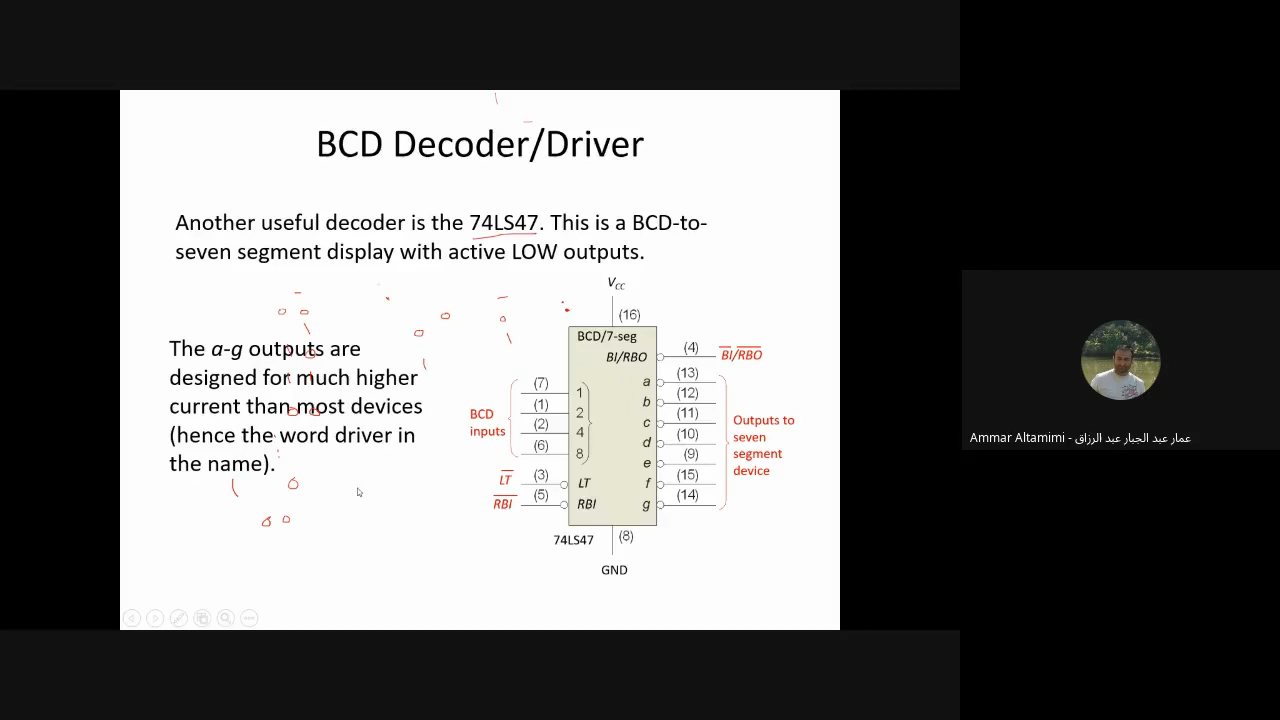 BCD Decoder/Driver
Another useful decoder is the 74LS47. This is a BCD-to-
seven segment display with active LOW outputs.
The a-g outputs are
designed for much higher
current than most devices
(hence the word driver in
the name).
VCC
(16)
BCD/7-seg
BI/RBO
(4)
BI/RBO
BCD
inputs
(7)
1
(1)
2
(2)
4
(6)
8
LT
(3)
LT
RBI
(5)
RBI
a
(13)
b
(12)
c
(11)
d
(10)
e
(9)
f
(15)
g
(14)
Outputs to
seven
segment
device
74LS47
(8)
GND
Ammar Altamimi - عمار عبد الجبار عبد الرزاق